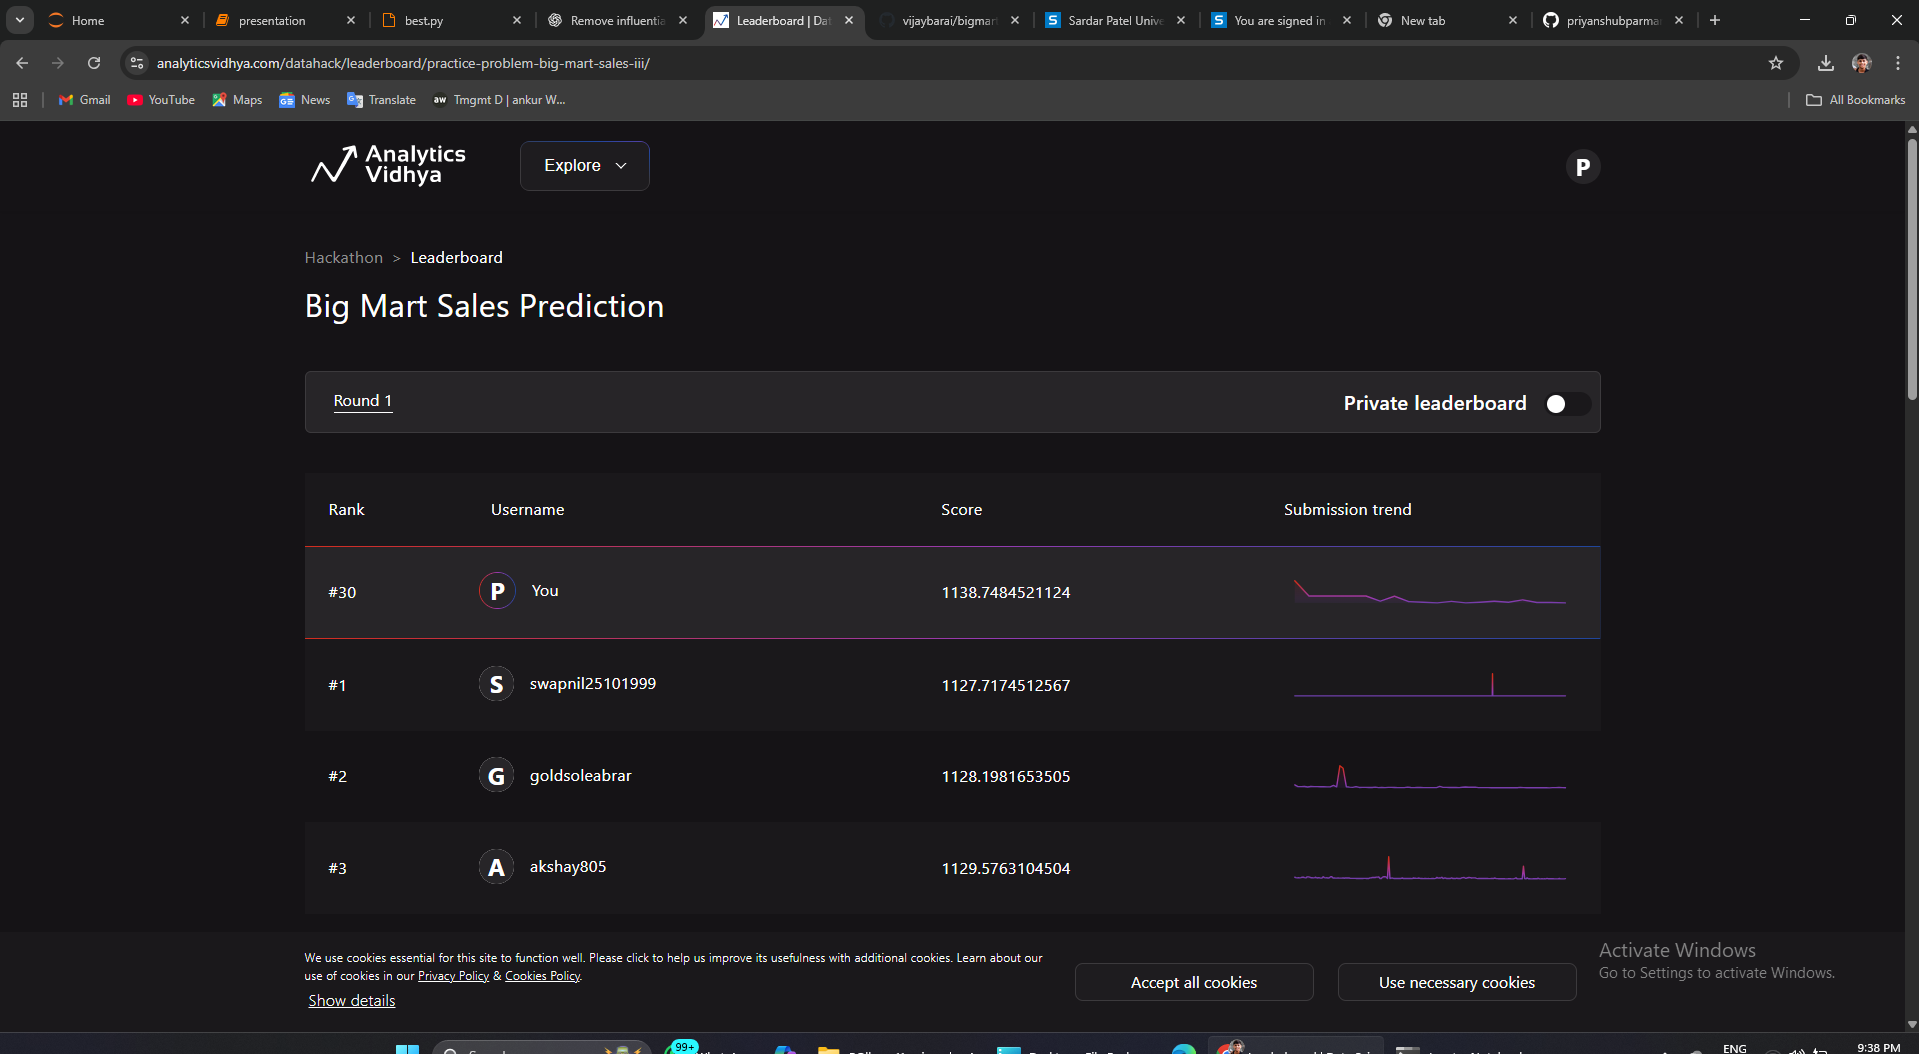 Home
presentation
best.py
Remove influentia
Leaderboard | Dat
vijaybarai/bigmar
Sardar Patel Unive
You are signed in
New tab
priyanshubparma
analyticsvidhya.com/datahack/leaderboard/practice-problem-big-mart-sales-iii/
Gmail
YouTube
Maps
News
Translate
aw Tmgmt D | ankur W...
All Bookmarks
Analytics
Vidhya
Explore
P
Hackathon > Leaderboard
Big Mart Sales Prediction
Round 1
Private leaderboard
Rank Username Score Submission trend
#30 P You 1138.7484521124
#1 S swapnil25101999 1127.7174512567
#2 G goldsoleabrar 1128.1981653505
#3 A akshay805 1129.5763104504
We use cookies essential for this site to function well. Please click to help us improve its usefulness with additional cookies. Learn about our
use of cookies in our Privacy Policy & Cookies Policy.
Show details
Accept all cookies
Use necessary cookies
Activate Windows
Go to Settings to activate Windows.
99+
ENG
9:38 PM